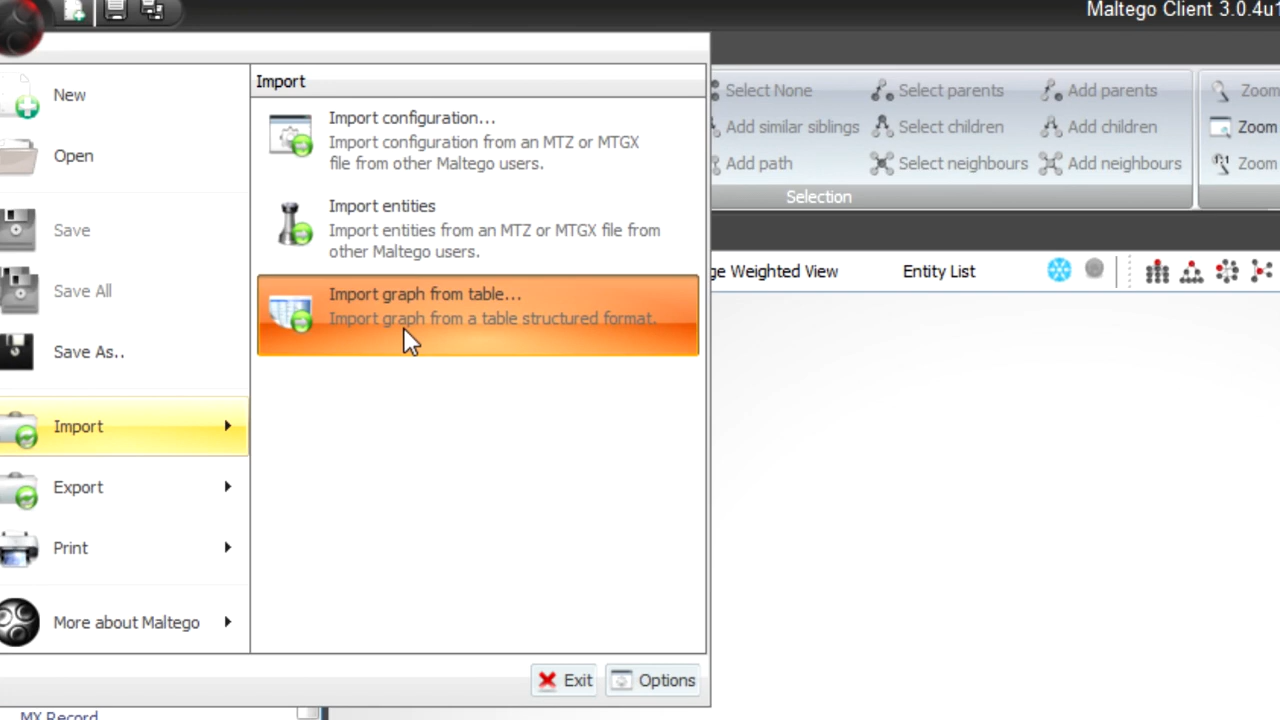 Maltego Client 3.0.4u1
New
Open
Save
Save All
Save As..
Import
Export
Print
More about Maltego
Import
Import configuration...
Import configuration from an MTZ or MTGX
file from other Maltego users.
Import entities
Import entities from an MTZ or MTGX file from
other Maltego users.
Import graph from table...
Import graph from a table structured format.
Exit
Options
Select None
Add similar siblings
Add path
Select parents
Select children
Select neighbours
Add parents
Add children
Add neighbours
Selection
Zoom
Zoom
Zoom
Weighted View
Entity List
MX Record